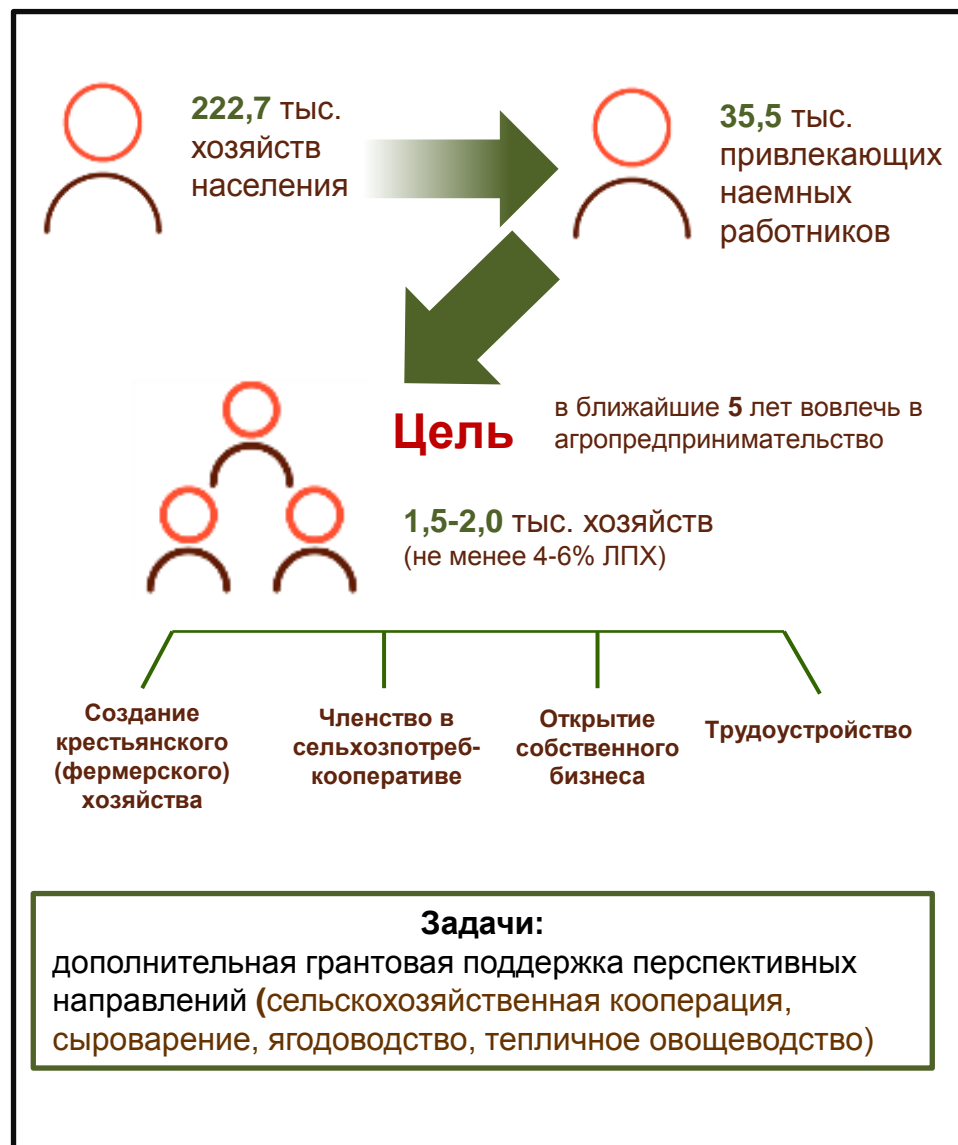 222,7 тыс.
хозяйств
населения
35,5 тыс.
привлекающих
наемных
работников
Цель
в ближайшие 5 лет вовлечь в
агропредпринимательство
1,5-2,0 тыс. хозяйств
(не менее 4-6% ЛПХ)
Создание
крестьянского
(фермерского)
хозяйства
Членство в
сельхозпотреб-
кооперативе
Открытие
собственного
бизнеса
Трудоустройство
Задачи:
дополнительная грантовая поддержка перспективных
направлений (сельскохозяйственная кооперация,
сыроварение, ягодоводство, тепличное овощеводство)